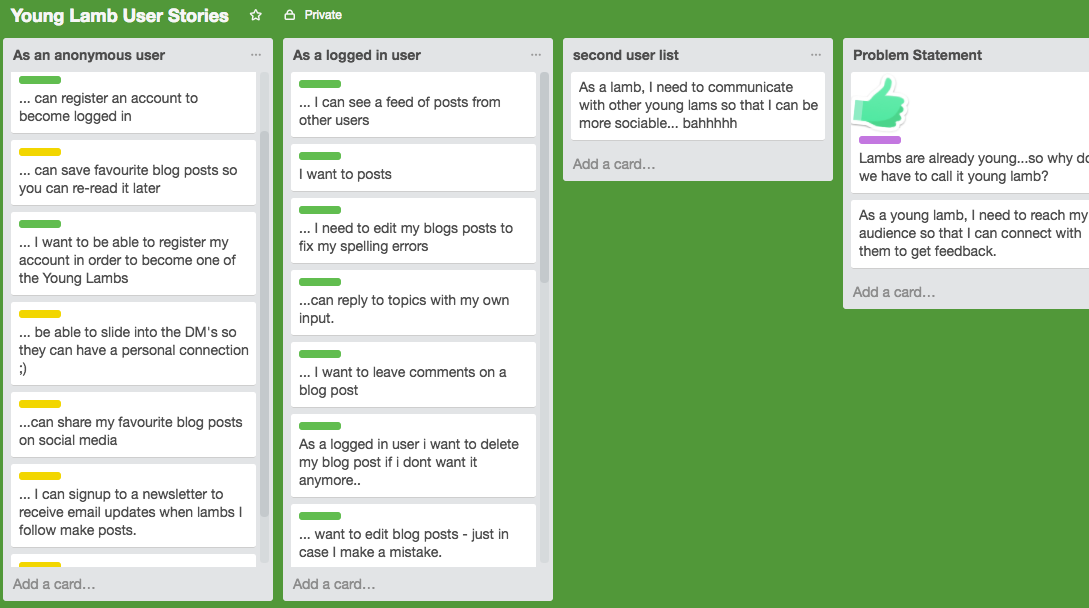 Young Lamb User Stories
Private
As an anonymous user
... can register an account to
become logged in
... can save favourite blog posts so
you can re-read it later
... I want to be able to register my
account in order to become one of
the Young Lambs
... be able to slide into the DM's so
they can have a personal connection
;)
...can share my favourite blog posts
on social media
... I can signup to a newsletter to
receive email updates when lambs I
follow make posts.
Add a card...
As a logged in user
... I can see a feed of posts from
other users
I want to posts
... I need to edit my blogs posts to
fix my spelling errors
...can reply to topics with my own
input.
... I want to leave comments on a
blog post
As a logged in user i want to delete
my blog post if i dont want it
anymore..
... want to edit blog posts - just in
case I make a mistake.
Add a card...
second user list
As a lamb, I need to communicate
with other young lams so that I can be
more sociable... bahhhhh
Add a card...
Problem Statement
Lambs are already young...so why do
we have to call it young lamb?
As a young lamb, I need to reach my
audience so that I can connect with
them to get feedback.
Add a card...